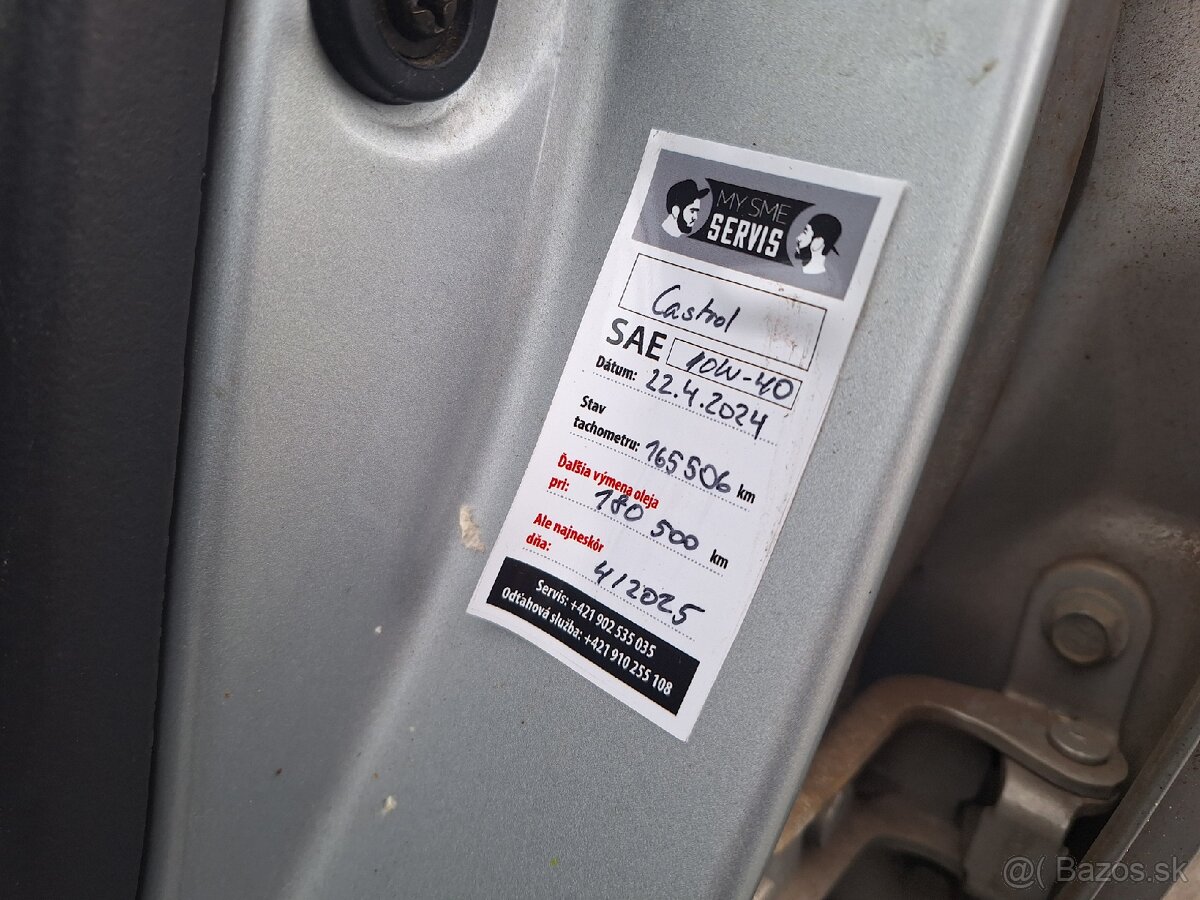 MY SME
SERVIS
Castrol
SAE 10W-40
Dátum: 22.4.2024
Stav
tachometru: 165506 km
Ďalšia výmena oleja
pri: 180 500 km
Ale najneskôr
dňa: 4/2025
Servis: +421 902 535 035
Odťahová služba: +421 910 255 108
@( Bazos.sk